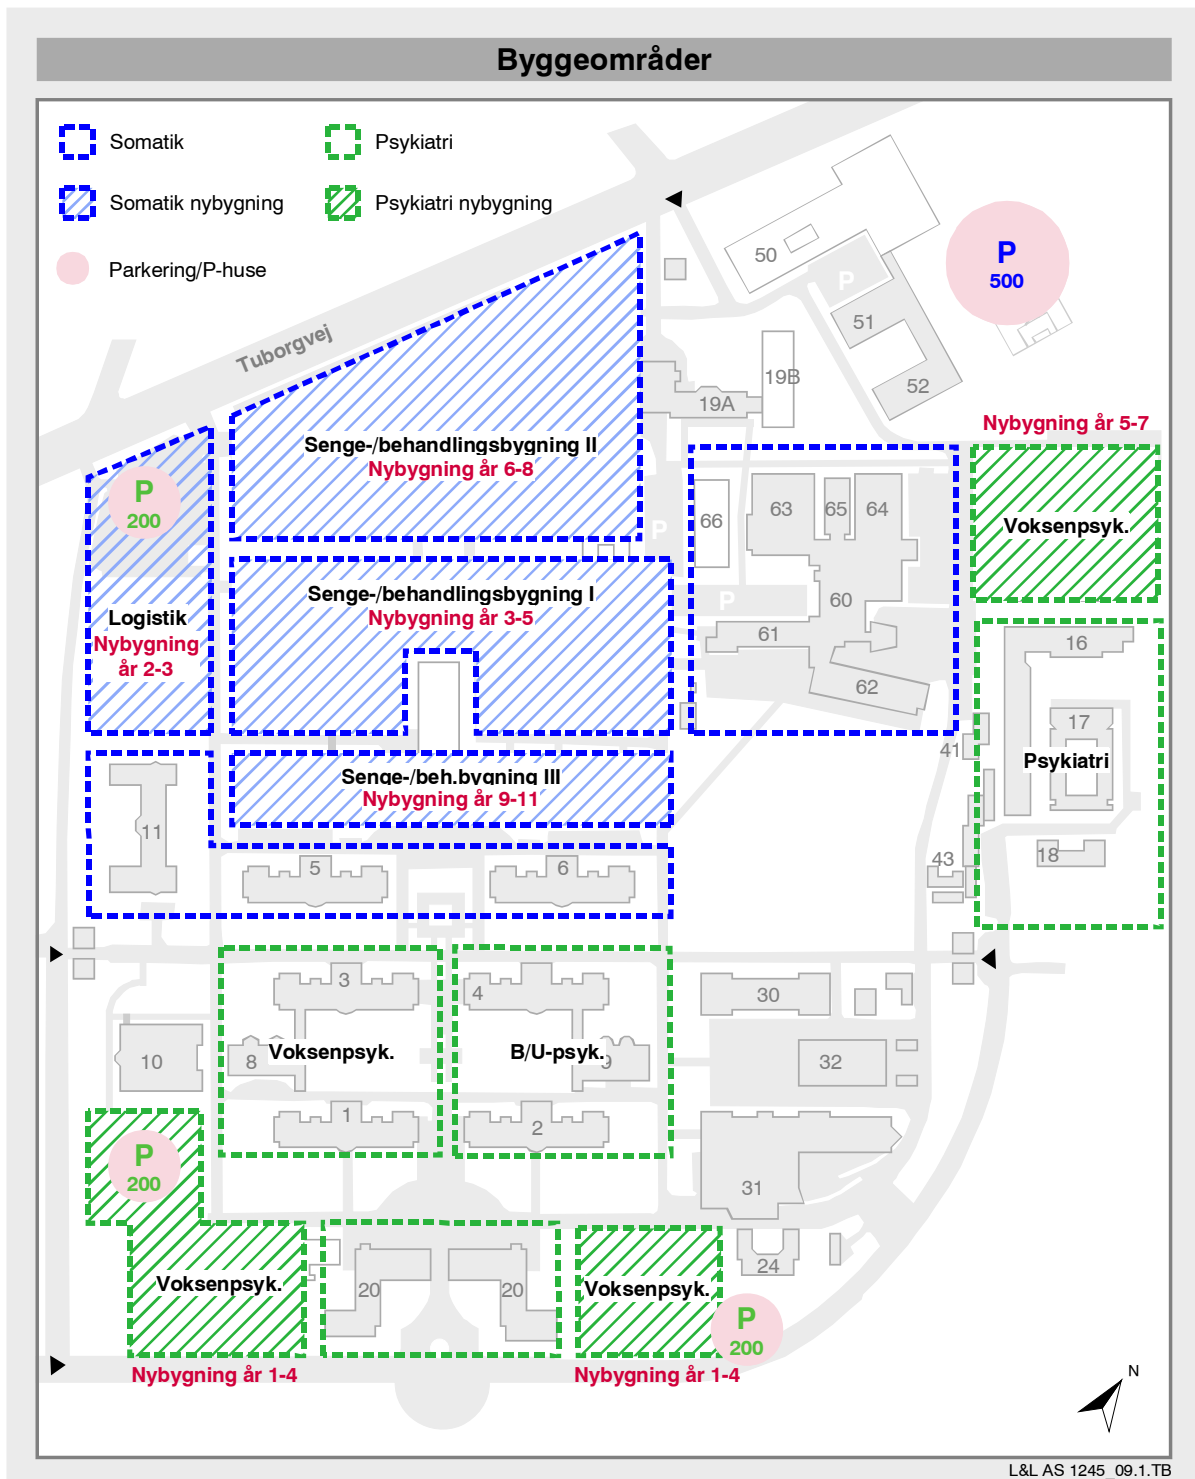 Byggeområder
Somatik
Psykiatri
Somatik nybygning
Psykiatri nybygning
Parkering/P-huse
Tuborgvej
50
P
51
52
P
500
19A
19B
Senge-/behandlingsbygning II
Nybygning år 6-8
Nybygning år 5-7
Voksenpsyk.
P
200
P
66
63
65
64
Senge-/behandlingsbygning I
Nybygning år 3-5
Logistik
Nybygning
år 2-3
P
60
61
62
16
17
Psykiatri
18
41
43
Senge-/beh.bygning III
Nybygning år 9-11
11
5
6
3
4
Voksenpsyk.
B/U-psyk.
8
9
10
1
2
30
32
31
24
P
200
Voksenpsyk.
20
20
Voksenpsyk.
P
200
Nybygning år 1-4
Nybygning år 1-4
N
L&L AS 1245_09.1.TB